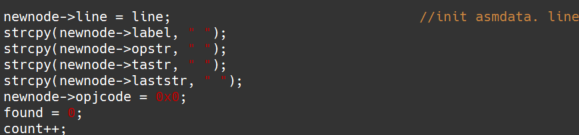 newnode->line = line; //init asmdata. line
strcpy(newnode->label, " ");
strcpy(newnode->opstr, " ");
strcpy(newnode->tastr, " ");
strcpy(newnode->laststr, " ");
newnode->opjcode = 0x0;
found = 0;
count++;